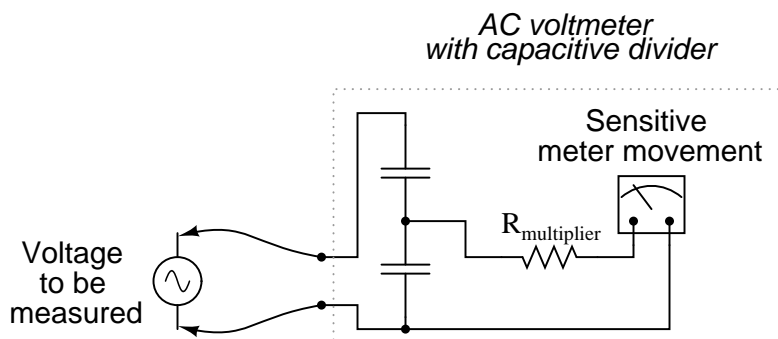 AC voltmeter
with capacitive divider
Sensitive
meter movement
Rmultiplier
Voltage
to be
measured